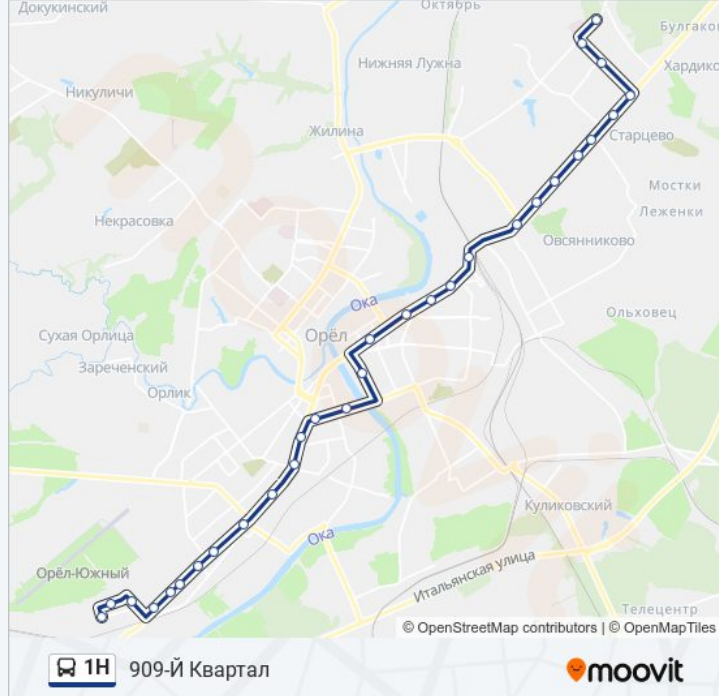 Октябрь
Докукинский
Булгаков
Нижняя Лужна
Хардико
Никуличи
Жилина
Старцево
Мостки
Леженки
Некрасовка
Овсянниково
Ока
Ольховец
Сухая Орлица
Орёл
Зареченский
Орлик
Куликовский
Ока
Орёл-Южный
Итальянская улица
Телецентр
© OpenStreetMap contributors | © OpenMapTiles
1Н 909-Й Квартал
moovit